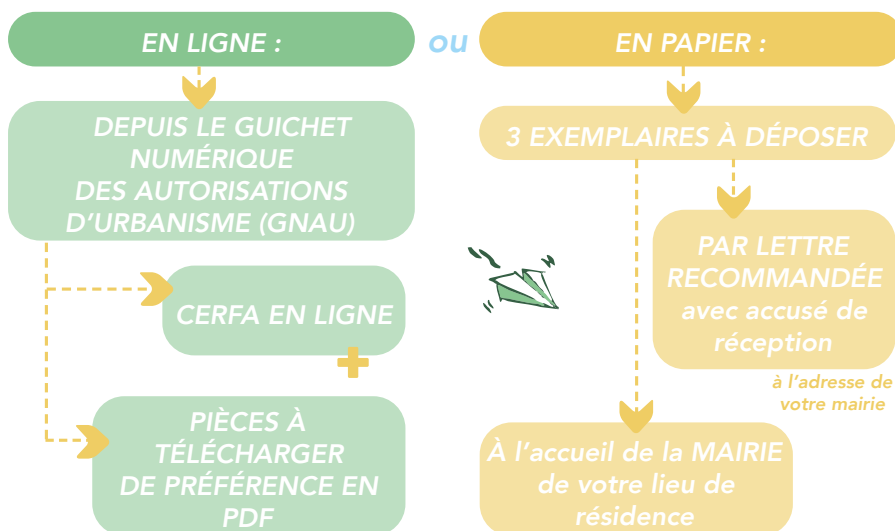 EN LIGNE :
DEPUIS LE GUICHET
NUMÉRIQUE
DES AUTORISATIONS
D'URBANISME (GNAU)
CERFA EN LIGNE
+
PIÈCES À
TÉLÉCHARGER
DE PRÉFÉRENCE EN
PDF
ou
EN PAPIER :
3 EXEMPLAIRES À DÉPOSER
PAR LETTRE
RECOMMANDÉE
avec accusé de
réception
à l'adresse de
votre mairie
À l'accueil de la MAIRIE
de votre lieu de
résidence